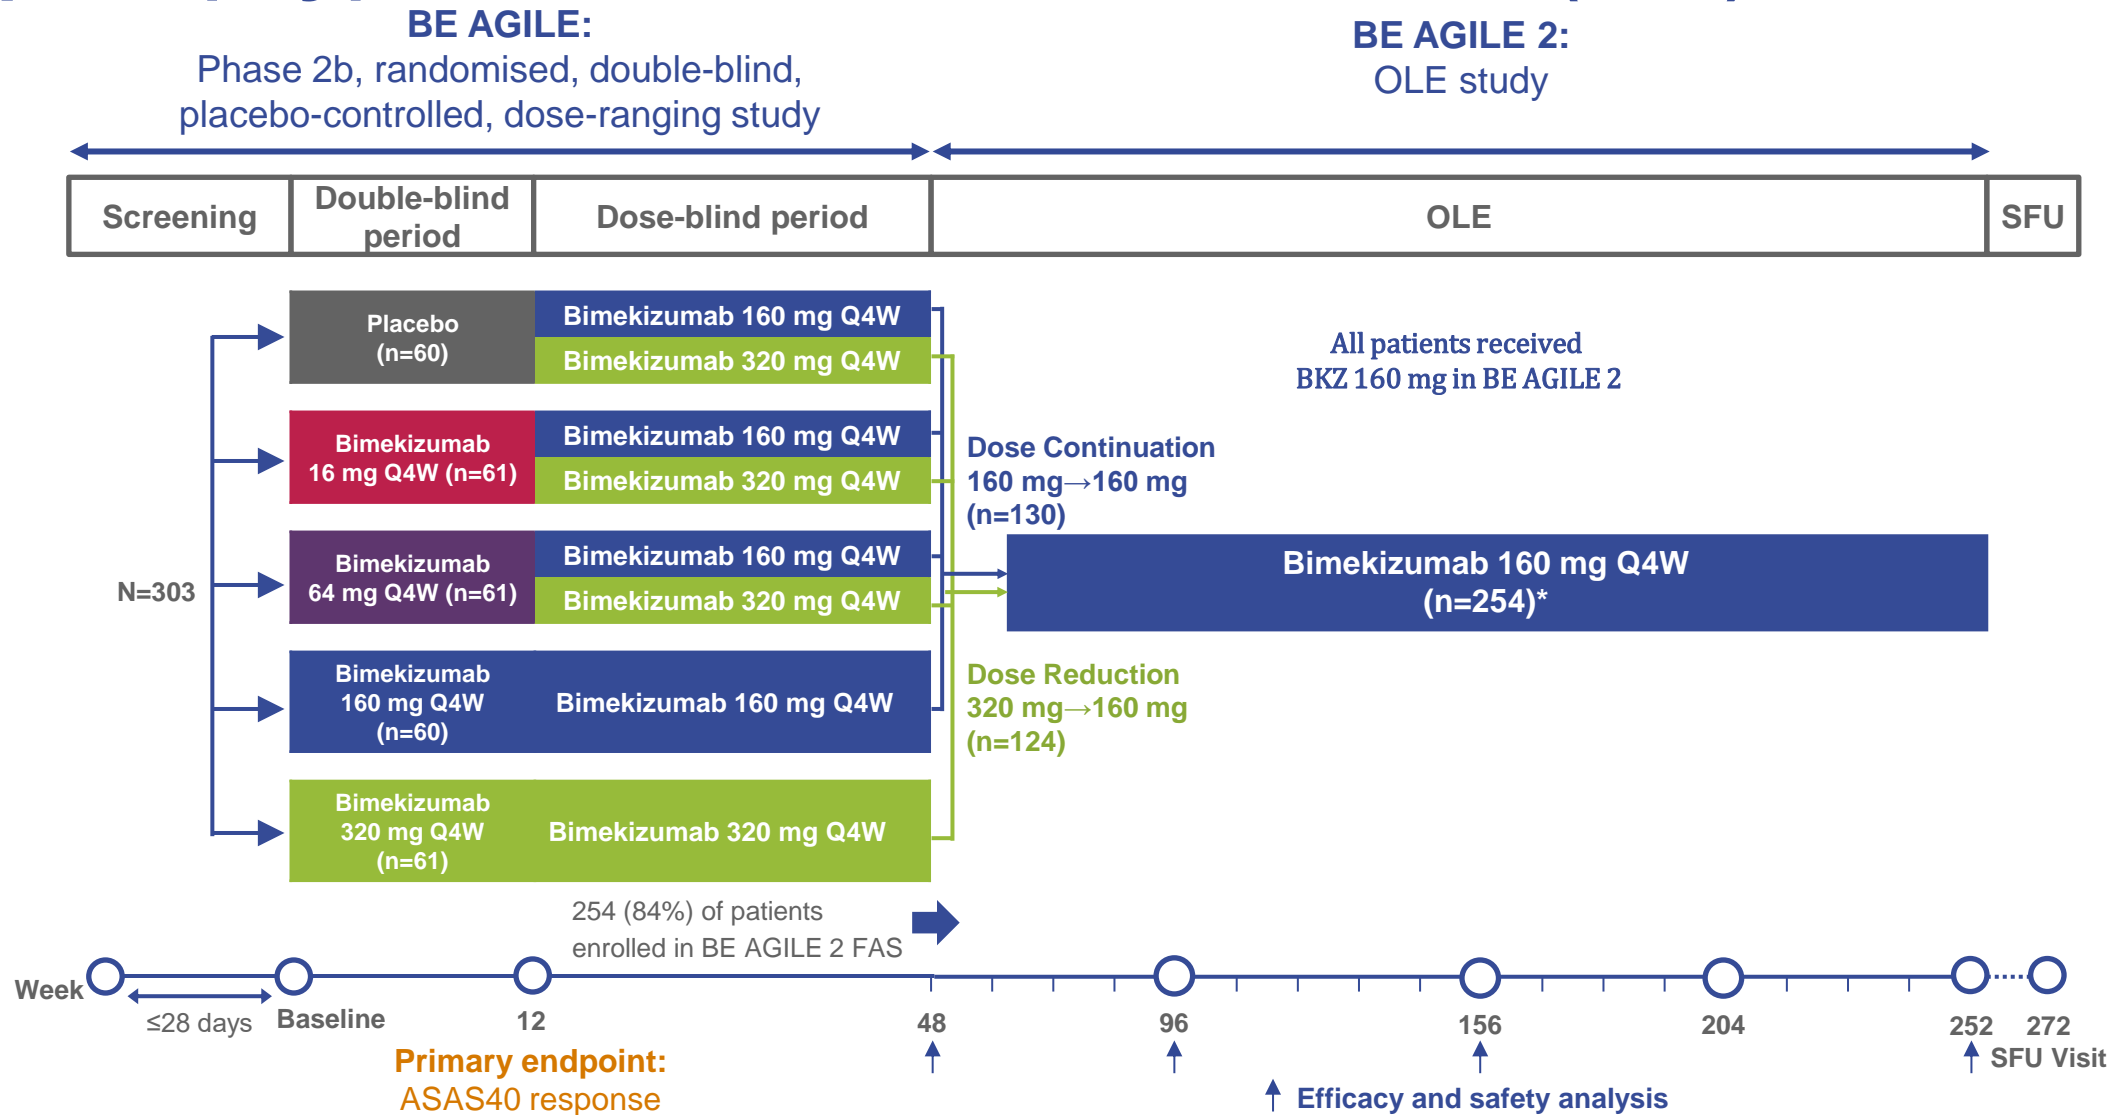 BE AGILE:
Phase 2b, randomised, double-blind,
placebo-controlled, dose-ranging study
BE AGILE 2:
OLE study
Screening
Double-blind
period
Dose-blind period
OLE
SFU
N=303
Placebo
(n=60)
Bimekizumab 160 mg Q4W
Bimekizumab 320 mg Q4W
Bimekizumab
16 mg Q4W (n=61)
Bimekizumab 160 mg Q4W
Bimekizumab 320 mg Q4W
Bimekizumab
64 mg Q4W (n=61)
Bimekizumab 160 mg Q4W
Bimekizumab 320 mg Q4W
Bimekizumab
160 mg Q4W
(n=60)
Bimekizumab 160 mg Q4W
Bimekizumab
320 mg Q4W
(n=61)
Bimekizumab 320 mg Q4W
All patients received
BKZ 160 mg in BE AGILE 2
Dose Continuation
160 mg→160 mg
(n=130)
Bimekizumab 160 mg Q4W
(n=254)*
Dose Reduction
320 mg→160 mg
(n=124)
254 (84%) of patients
enrolled in BE AGILE 2 FAS
Week
≤28 days
Baseline
12
48
96
156
204
252
272
SFU Visit
Primary endpoint:
ASAS40 response
Efficacy and safety analysis